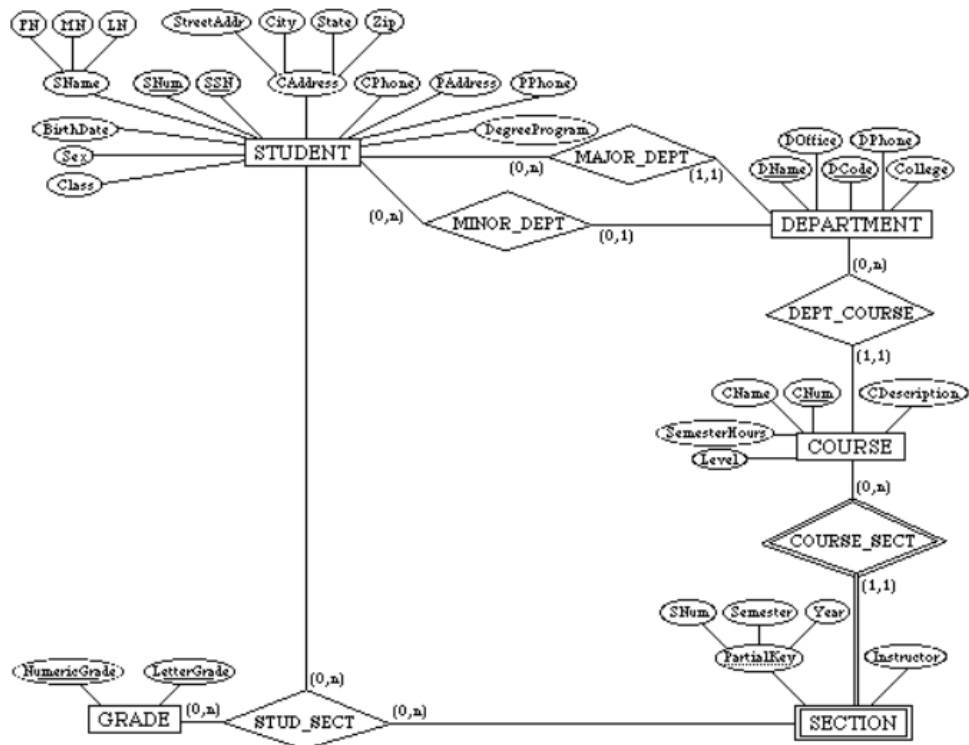 FN MN LN StreetAddr City State Zip
SName SNum SSN CAddress CPhone PAddress PPhone
BirthDate DegreeProgram
STUDENT
Sex
Class
(0,n) MAJOR_DEPT (1,1)
(0,n) MINOR_DEPT (0,1)
DOffice DPhone
DName DCode College
DEPARTMENT
(0,n)
DEPT_COURSE
(1,1)
CName CNum CDescription
SemesterHours
COURSE
Level
(0,n)
COURSE_SECT
(1,1)
SNum Semester Year
PartialKey Instructor
NumericGrade LetterGrade
GRADE (0,n) STUD_SECT (0,n) (0,n) SECTION